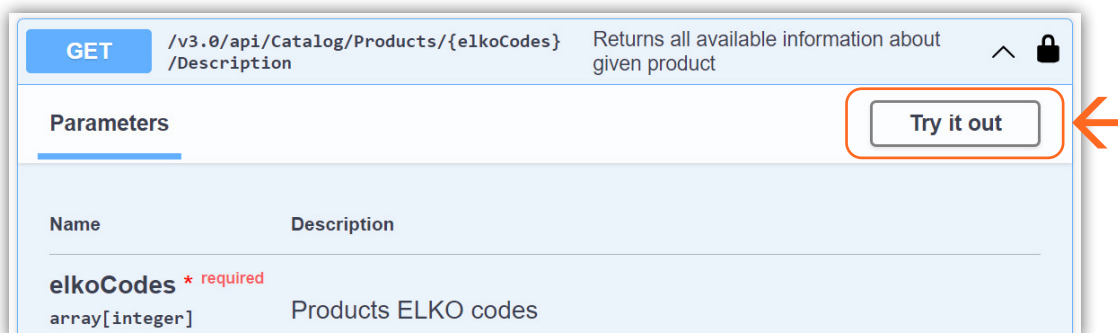 GET
/v3.0/api/Catalog/Products/{elkoCodes}
/Description
Returns all available information about
given product
Parameters
Try it out
Name
Description
elkoCodes * required
array[integer]
Products ELKO codes